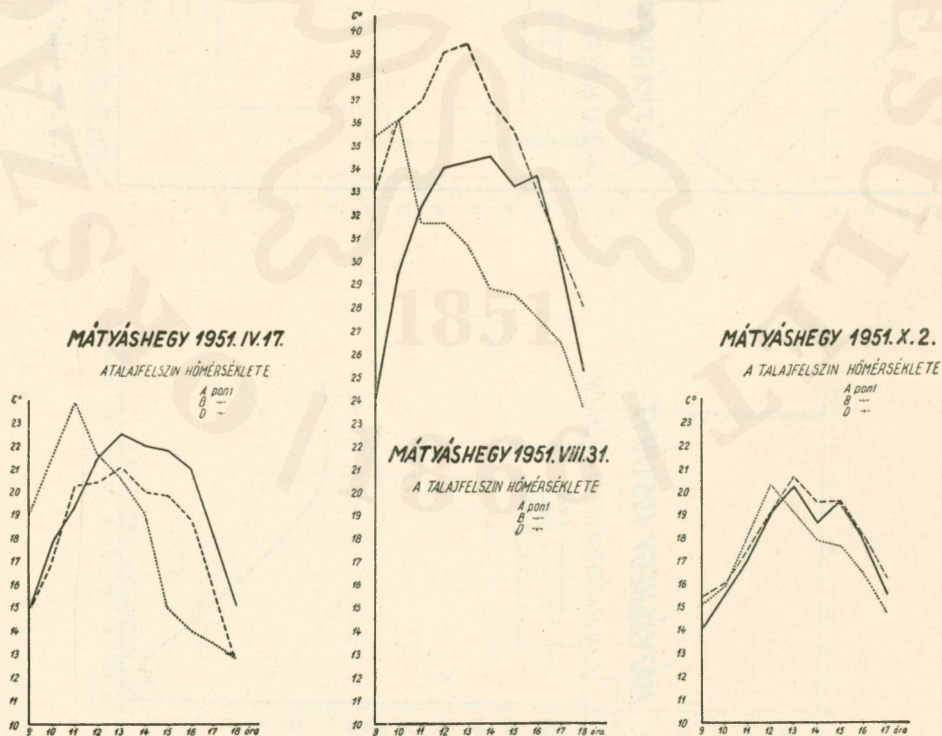 MÁTYÁSHEGY 1951. IV. 17.
A TALAJFELSZIN HŐMÉRSÉKLETE
A pont
B -"-
D -"-
C°
23
22
21
20
19
18
17
16
15
14
13
12
11
10
9 10 11 12 13 14 15 16 18 óra
C°
40
39
38
37
36
35
34
33
32
31
30
29
28
27
26
25
24
23
22
21
20
19
18
17
16
15
14
13
12
11
10
9 10 11 12 13 14 15 16 17 18 óra
MÁTYÁSHEGY 1951. VIII. 31.
A TALAJFELSZIN HŐMÉRSÉKLETE
A pont
B -"-
D -"-
MÁTYÁSHEGY 1951. X. 2.
A TALAJFELSZIN HŐMÉRSÉKLETE
A pont
B -"-
D -"-
C°
23
22
21
20
19
18
17
16
15
14
13
12
11
10
9 10 11 12 13 14 15 16 17 óra
1851
1866